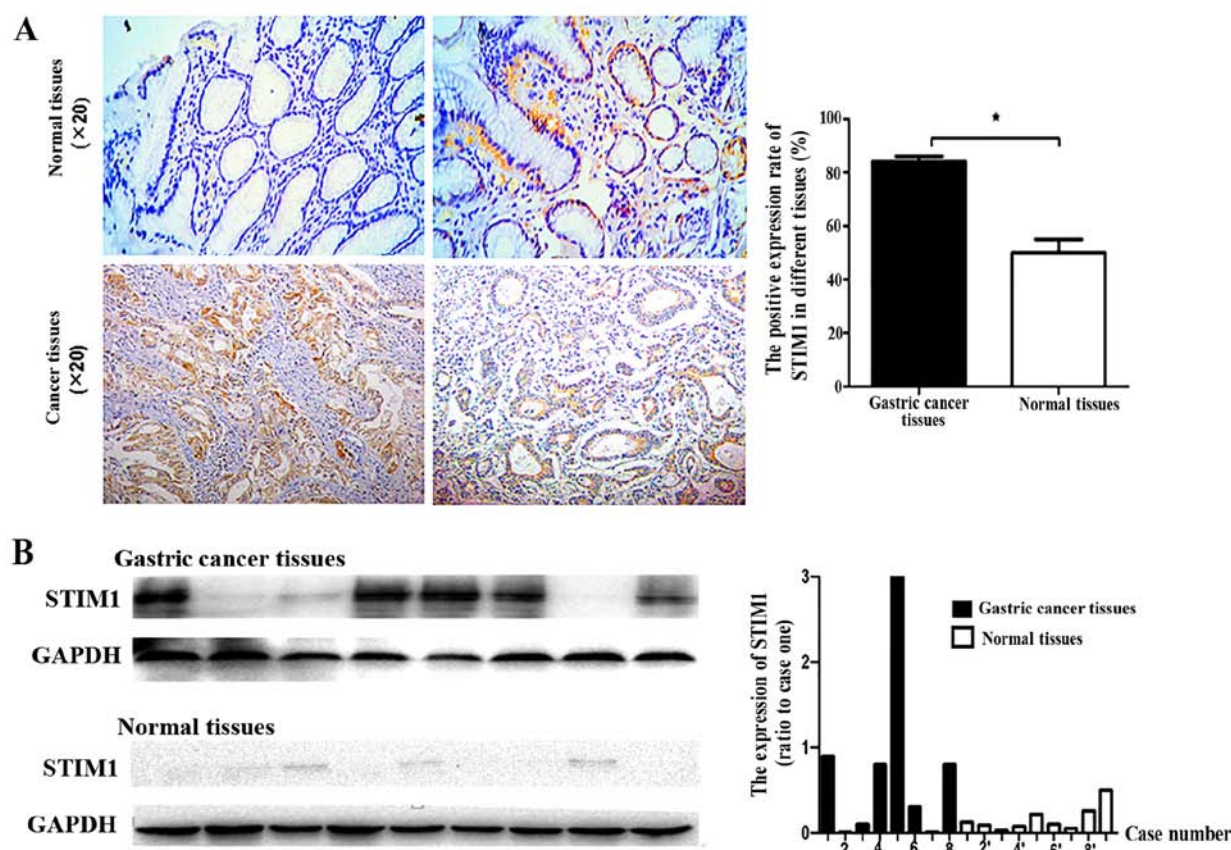 A
Normal tissues
(×20)
Cancer tissues
(×20)
The positive expression rate of
STIM1 in different tissues (%)
100
80
60
40
20
0
*
Gastric cancer
tissues
Normal tissues
B
Gastric cancer tissues
STIM1
GAPDH
Normal tissues
STIM1
GAPDH
The expression of STIM1
(ratio to case one)
3
2
1
0
Gastric cancer tissues
Normal tissues
2 4 6 8 2' 4' 6' 8'
Case number